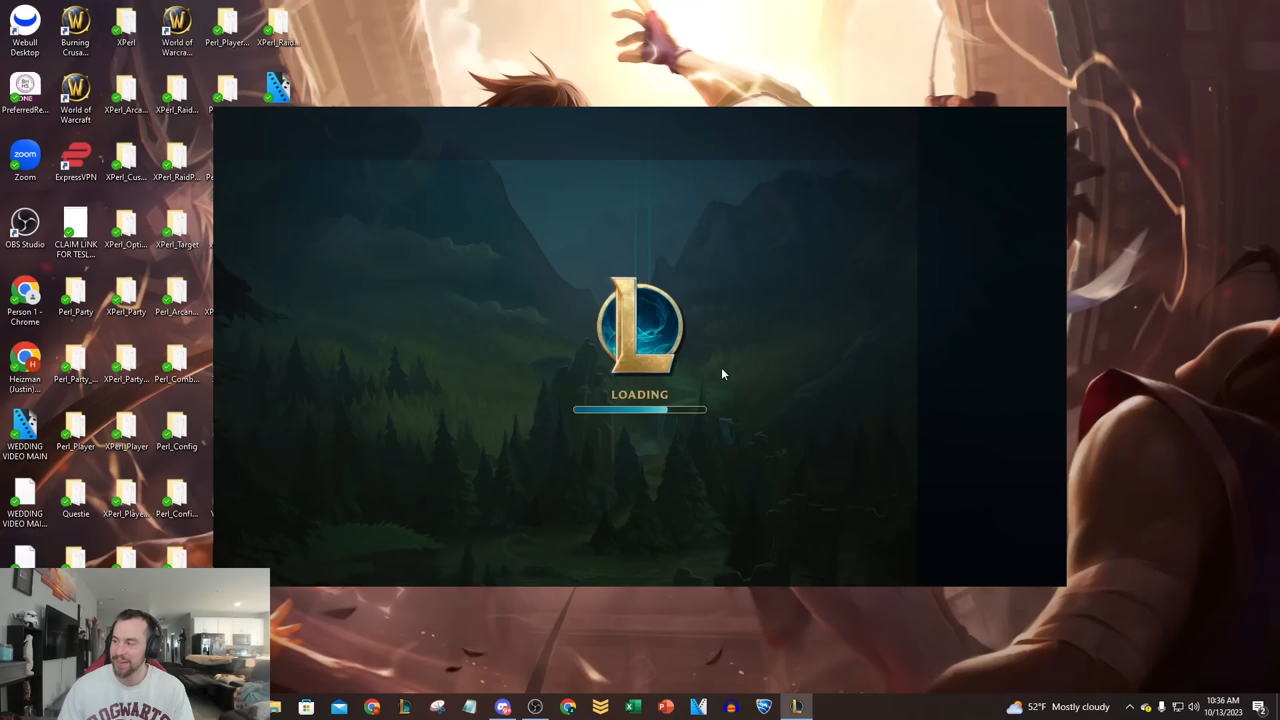 Webull
Desktop
Burning
Crusa...
XPerl
World of
Warcra...
Perl_Player...
XPerl_Raid...
PreferredRe...
World of
Warcraft
XPerl_Arca...
XPerl_Raid...
Zoom
zoom
ExpressVPN
XPerl_Cus...
XPerl_RaidP...
OBS Studio
CLAIM LINK
FOR TESL...
XPerl_Opti...
XPerl_Target
Person 1 -
Chrome
Perl_Party
XPerl_Party
Perl_Arcan...
Heizman
(Justin)...
Perl_Party_...
XPerl_Party...
Perl_Comb...
WEDDING
VIDEO MAIN
Perl_Player
XPerl_Player
Perl_Config
WEDDING
VIDEO MAI...
Questie
XPerl_Playe...
Perl_Confi...
LOADING
HOGWARTS
52°F Mostly cloudy
10:36 AM
10/13/2023